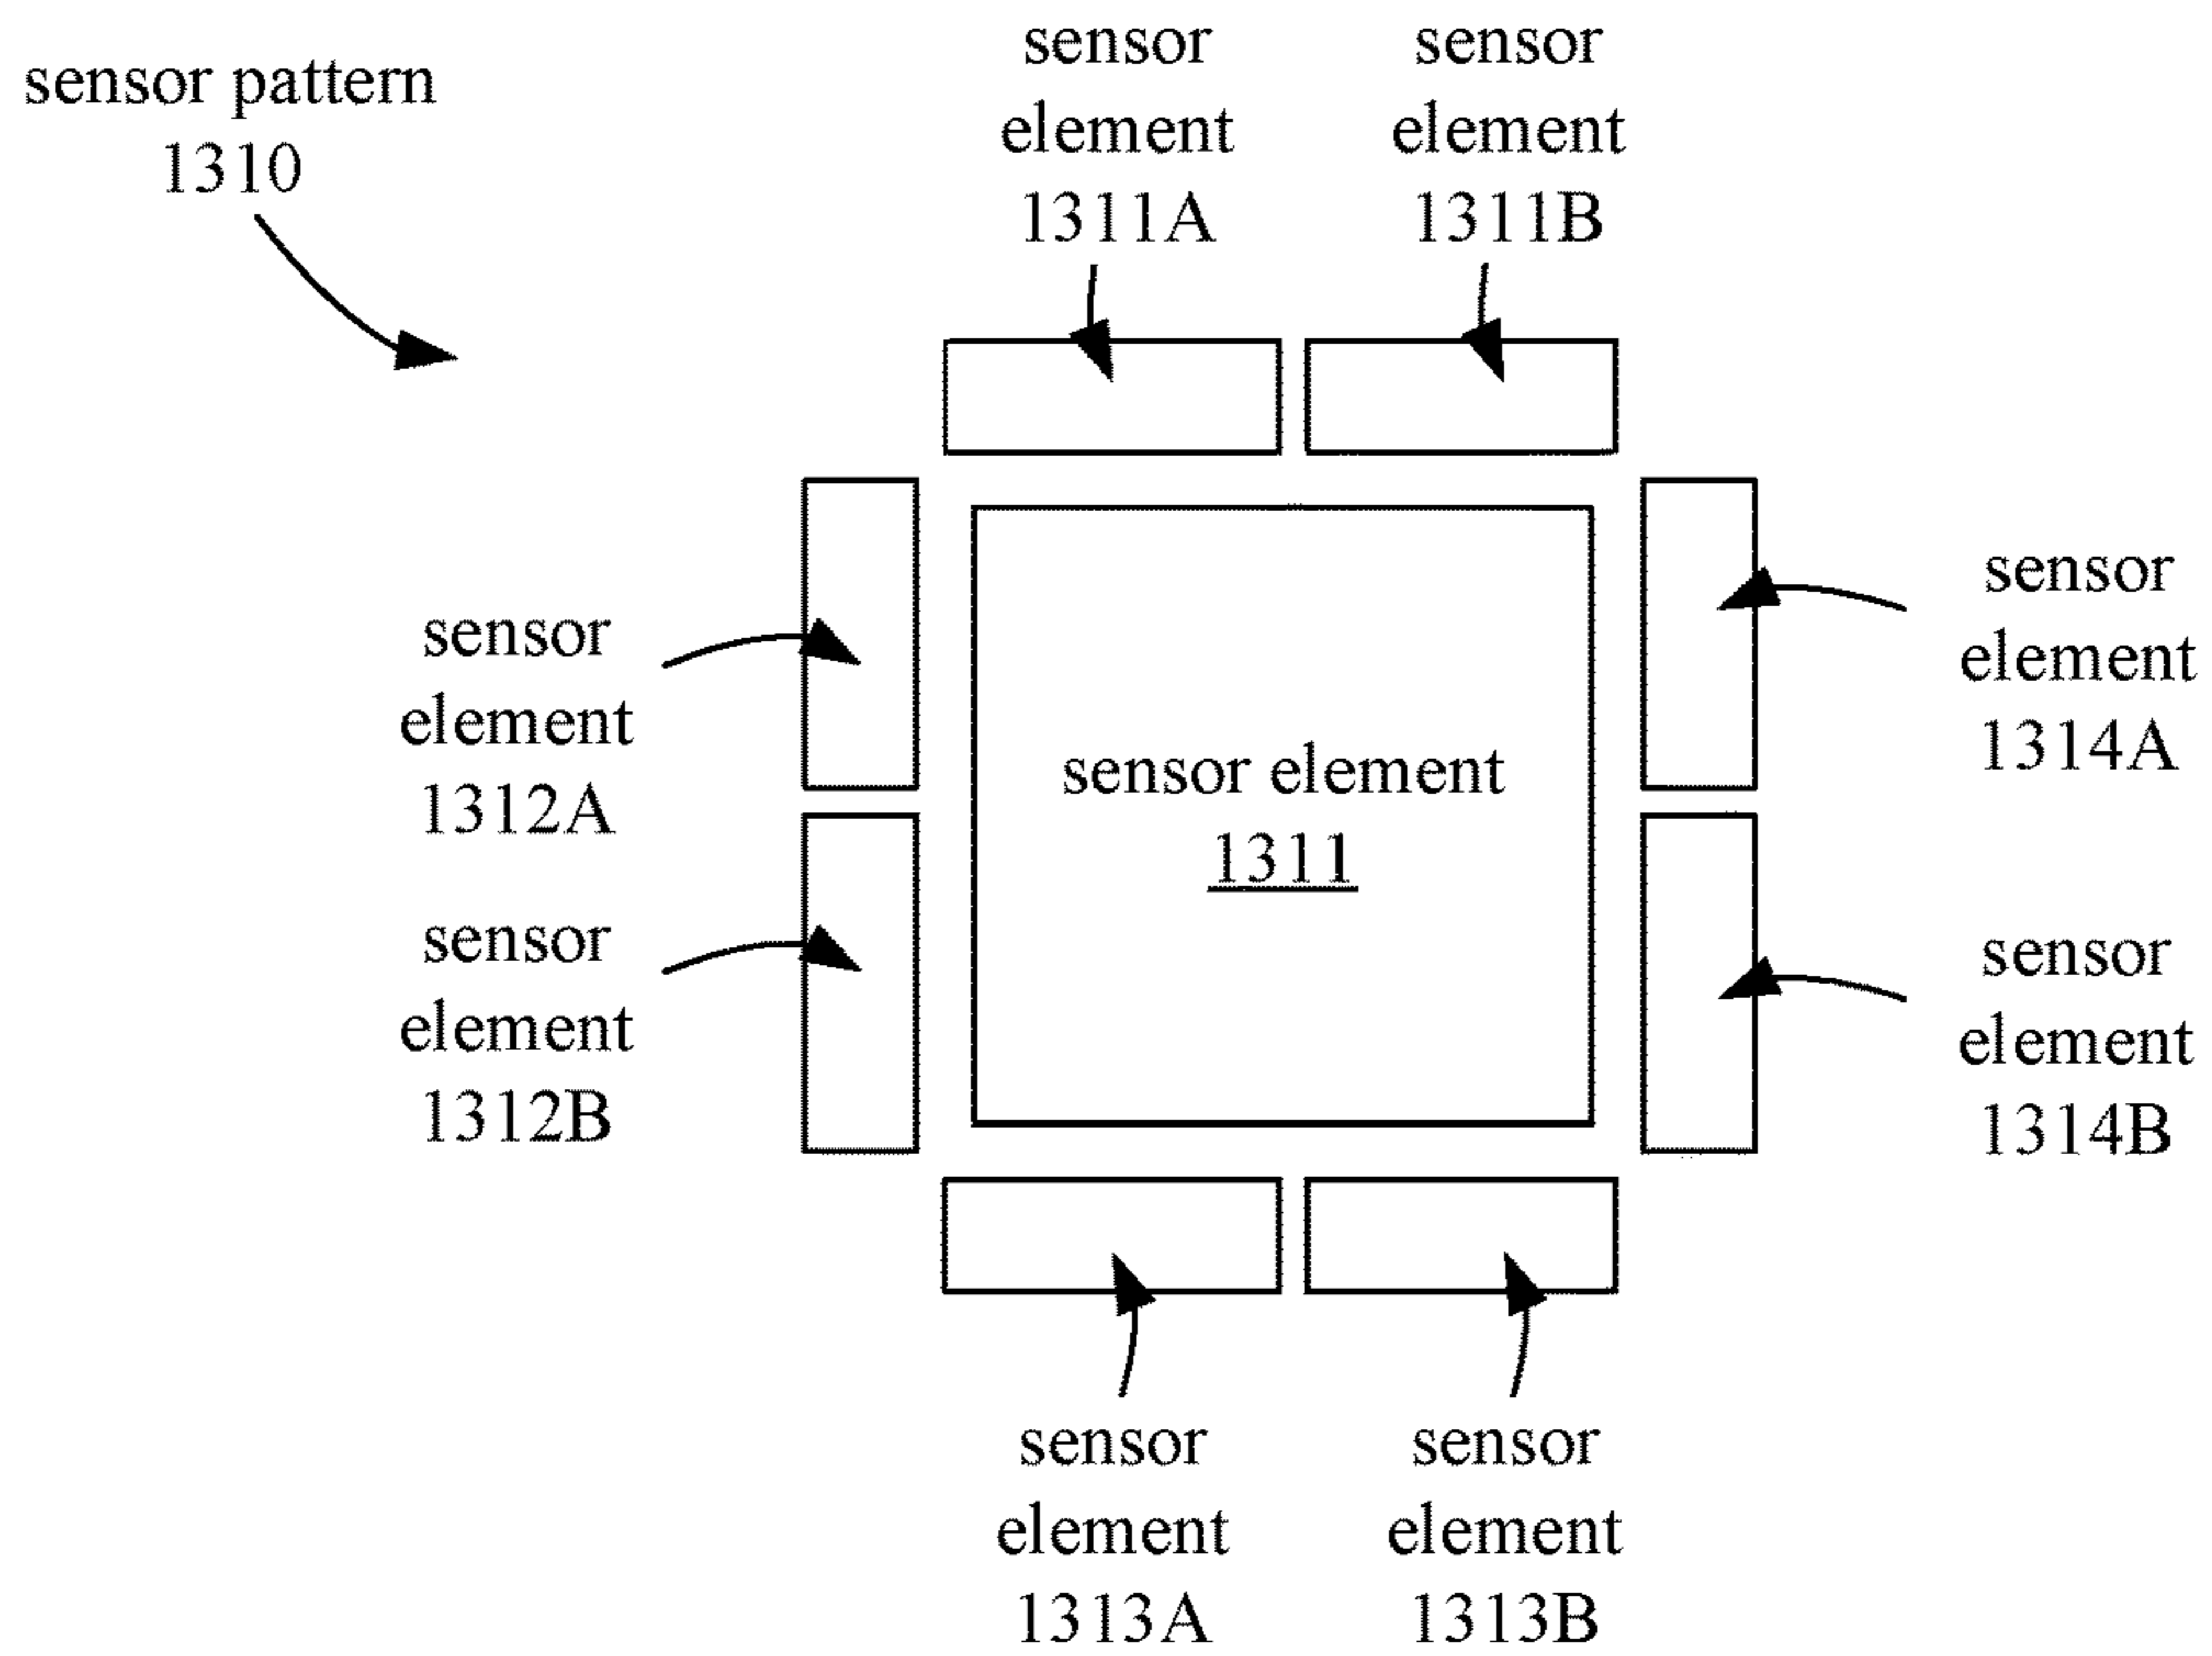 sensor pattern
1310
sensor
element
1311A
sensor
element
1311B
sensor
element
1312A
sensor
element
1312B
sensor element
1311
sensor
element
1314A
sensor
element
1314B
sensor
element
1313A
sensor
element
1313B